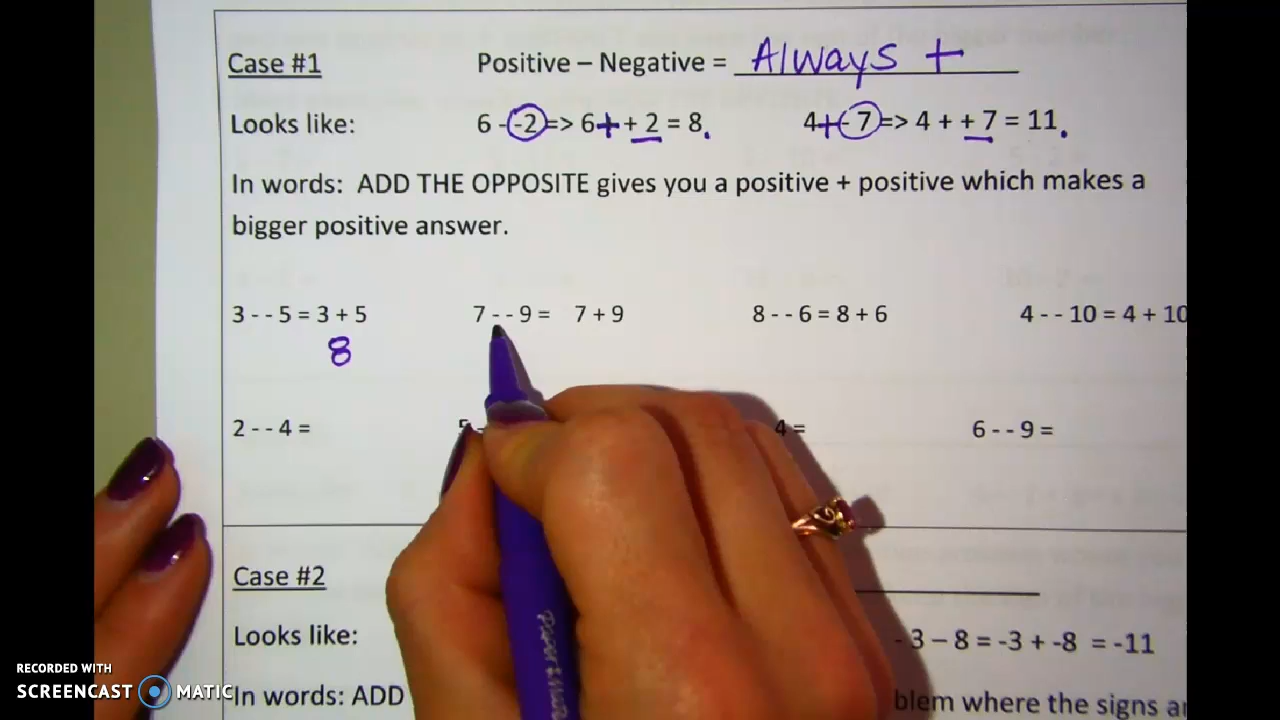 Case #1 Positive – Negative = Always +
Looks like: 6 - -2 => 6 + + 2 = 8. 4 + - 7 => 4 + + 7 = 11.
In words: ADD THE OPPOSITE gives you a positive + positive which makes a
bigger positive answer.
3 - - 5 = 3 + 5 7 - - 9 = 7 + 9 8 - - 6 = 8 + 6 4 - - 10 = 4 + 10
8
2 - - 4 = 4 = 6 - - 9 =
Case #2
Looks like: - 3 – 8 = -3 + -8 = -11
In words: ADD blem where the signs
RECORDED WITH
SCREENCAST MATIC